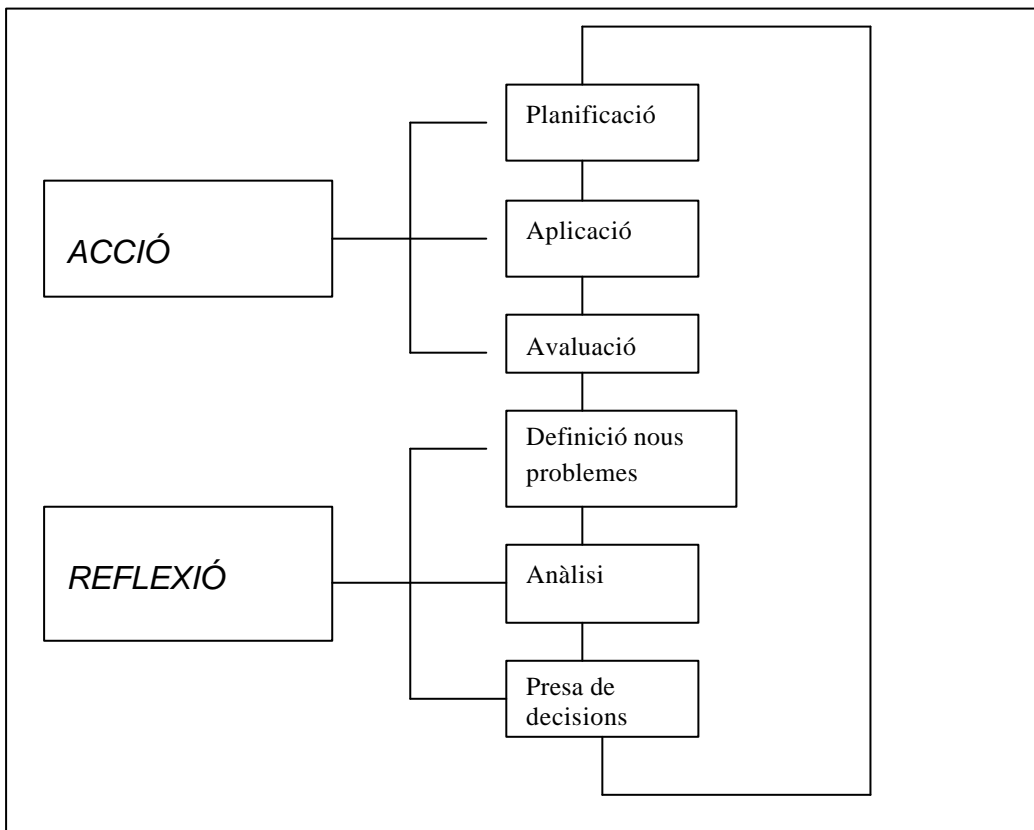 ACCIÓ
Planificació
Aplicació
Avaluació
REFLEXIÓ
Definició nous
problemes
Anàlisi
Presa de
decisions